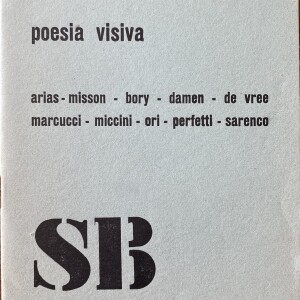 poesia visiva
arias - misson - bory - damen - de vree
marcucci - miccini - ori - perfetti - sarenco
SB